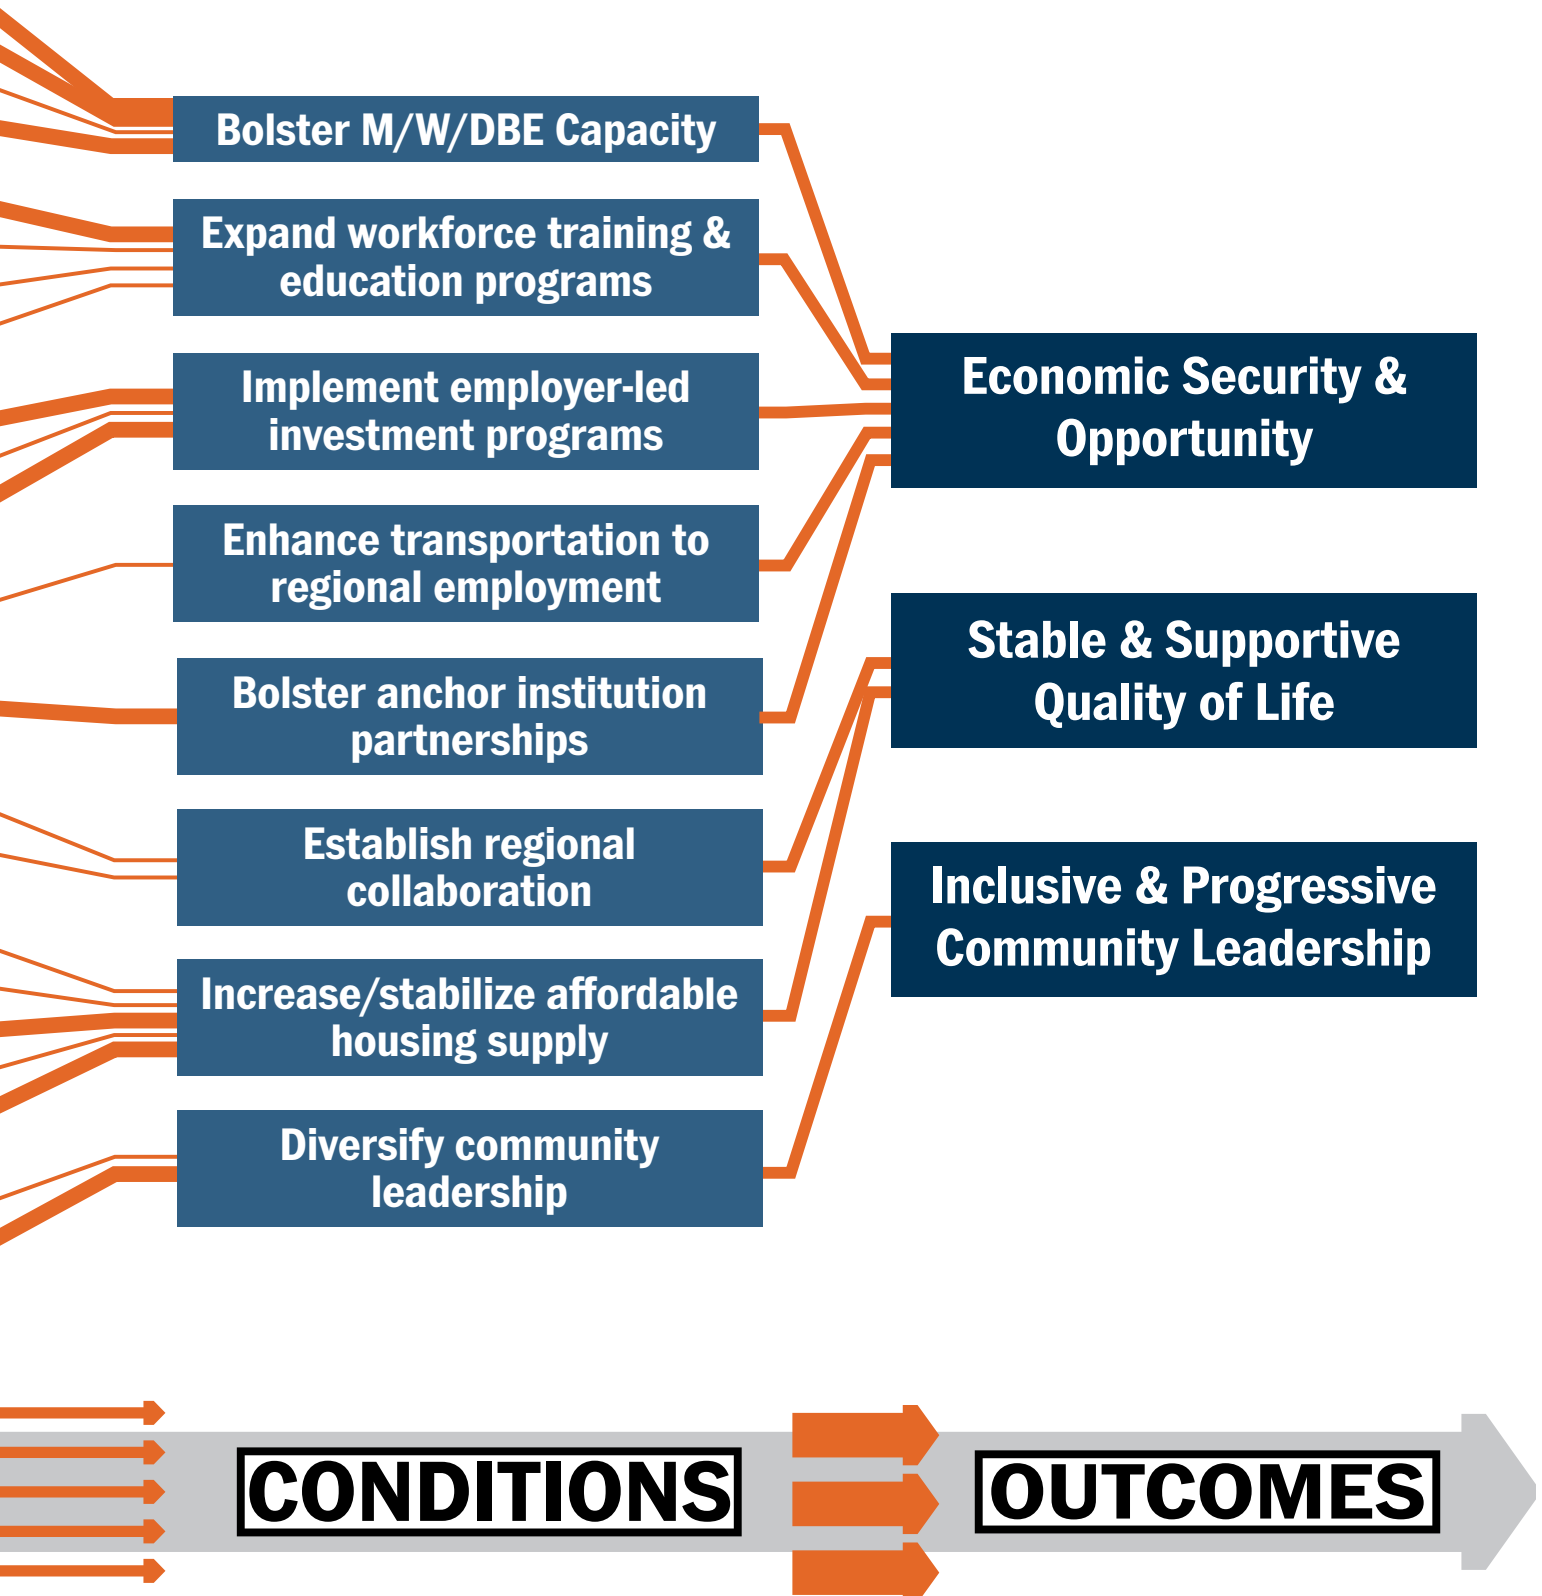 Bolster M/W/DBE Capacity
Expand workforce training &
education programs
Implement employer-led
investment programs
Enhance transportation to
regional employment
Bolster anchor institution
partnerships
Establish regional
collaboration
Increase/stabilize affordable
housing supply
Diversify community
leadership
Economic Security &
Opportunity
Stable & Supportive
Quality of Life
Inclusive & Progressive
Community Leadership
CONDITIONS
OUTCOMES